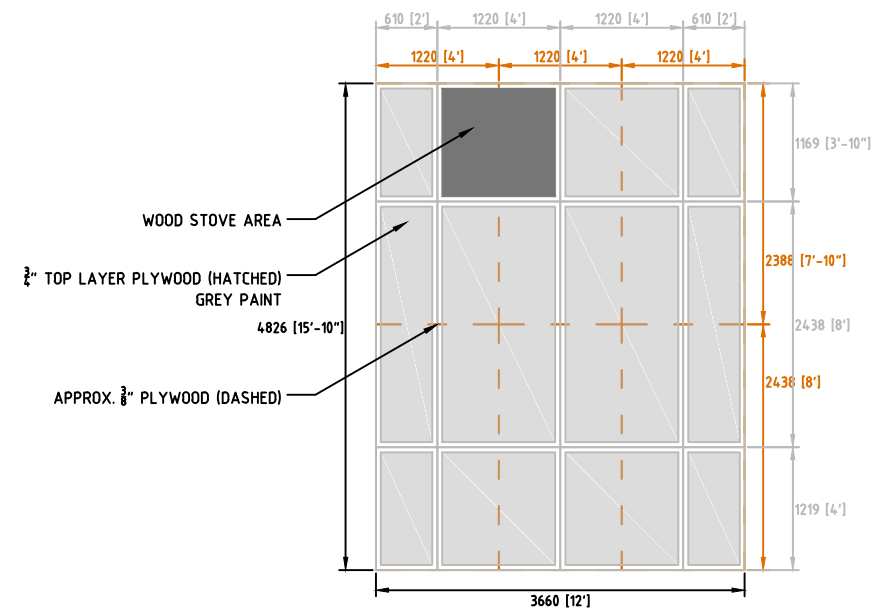 610 [2'] 1220 [4'] 1220 [4'] 610 [2']
1220 [4'] 1220 [4'] 1220 [4']
1169 [3'-10"]
WOOD STOVE AREA
2388 [7'-10"]
3/4" TOP LAYER PLYWOOD (HATCHED)
GREY PAINT
4826 [15'-10"]
2438 [8']
2438 [8']
APPROX. 3/8" PLYWOOD (DASHED)
1219 [4']
3660 [12']